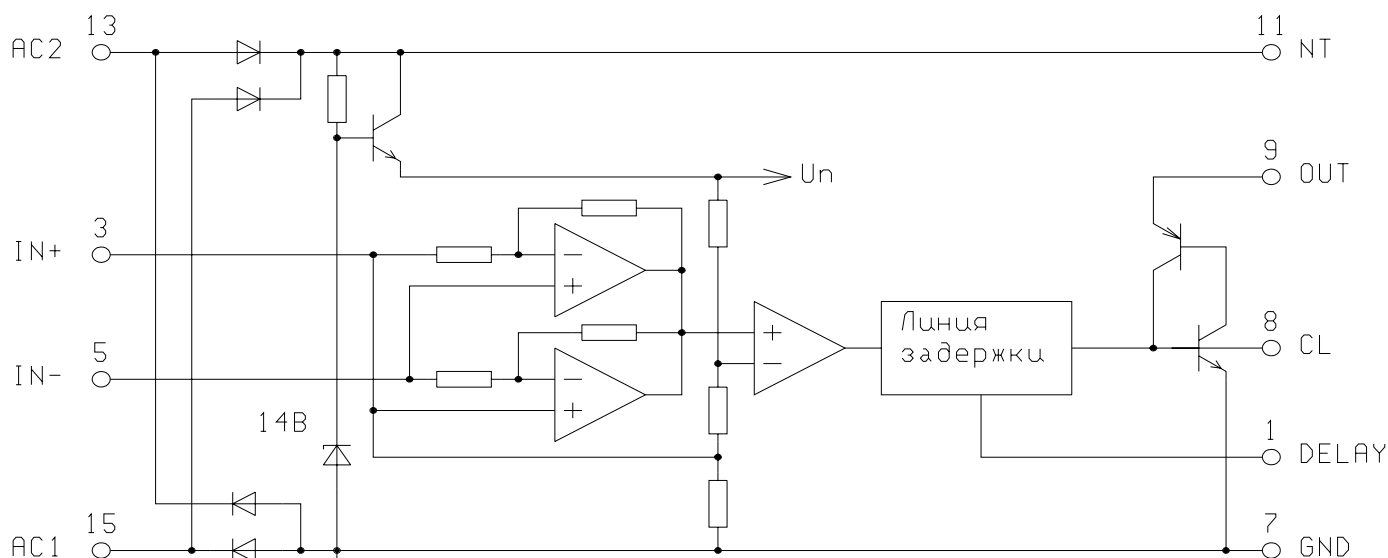 13
AC2
11
NT
9
OUT
Un
3
IN+
−
+
5
IN-
−
+
+
−
Линия
задержки
8
CL
14В
1
DELAY
15
AC1
7
GND